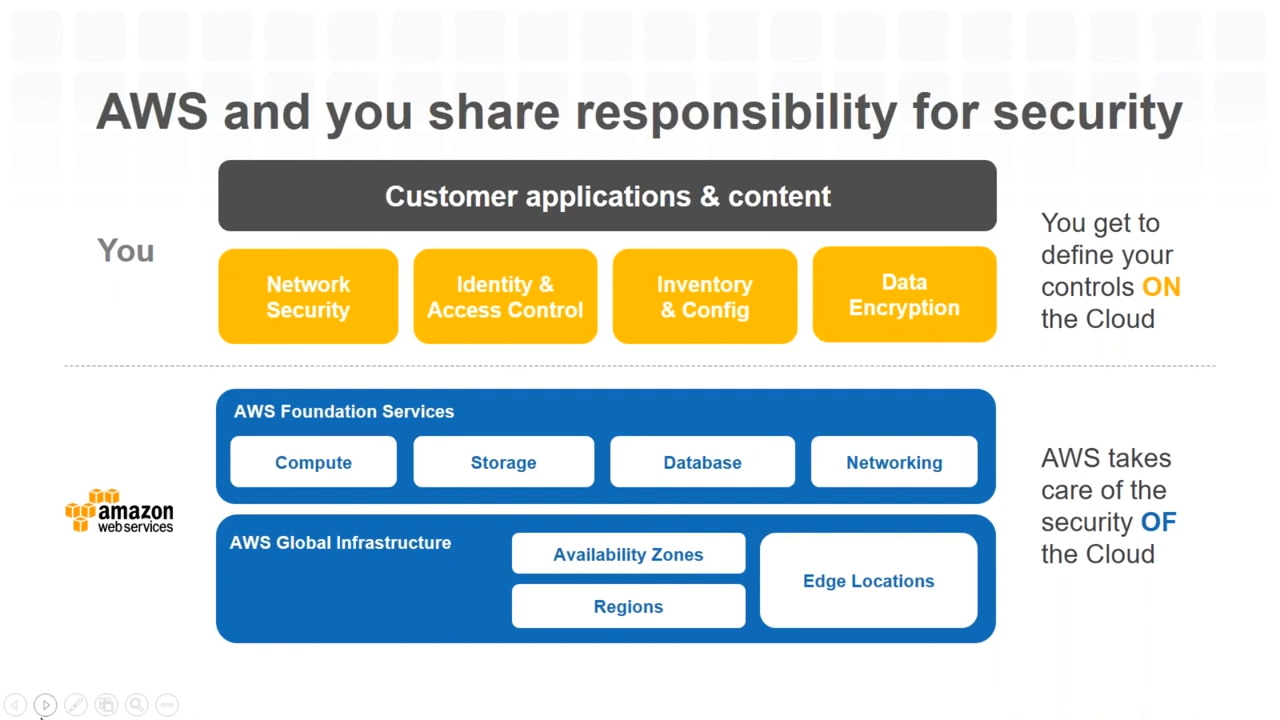 AWS and you share responsibility for security
Customer applications & content
You
Network
Security
Identity &
Access Control
Inventory
& Config
Data
Encryption
You get to
define your
controls ON
the Cloud
AWS Foundation Services
Compute
Storage
Database
Networking
amazon
web services
AWS Global Infrastructure
Availability Zones
Regions
Edge Locations
AWS takes
care of the
security OF
the Cloud